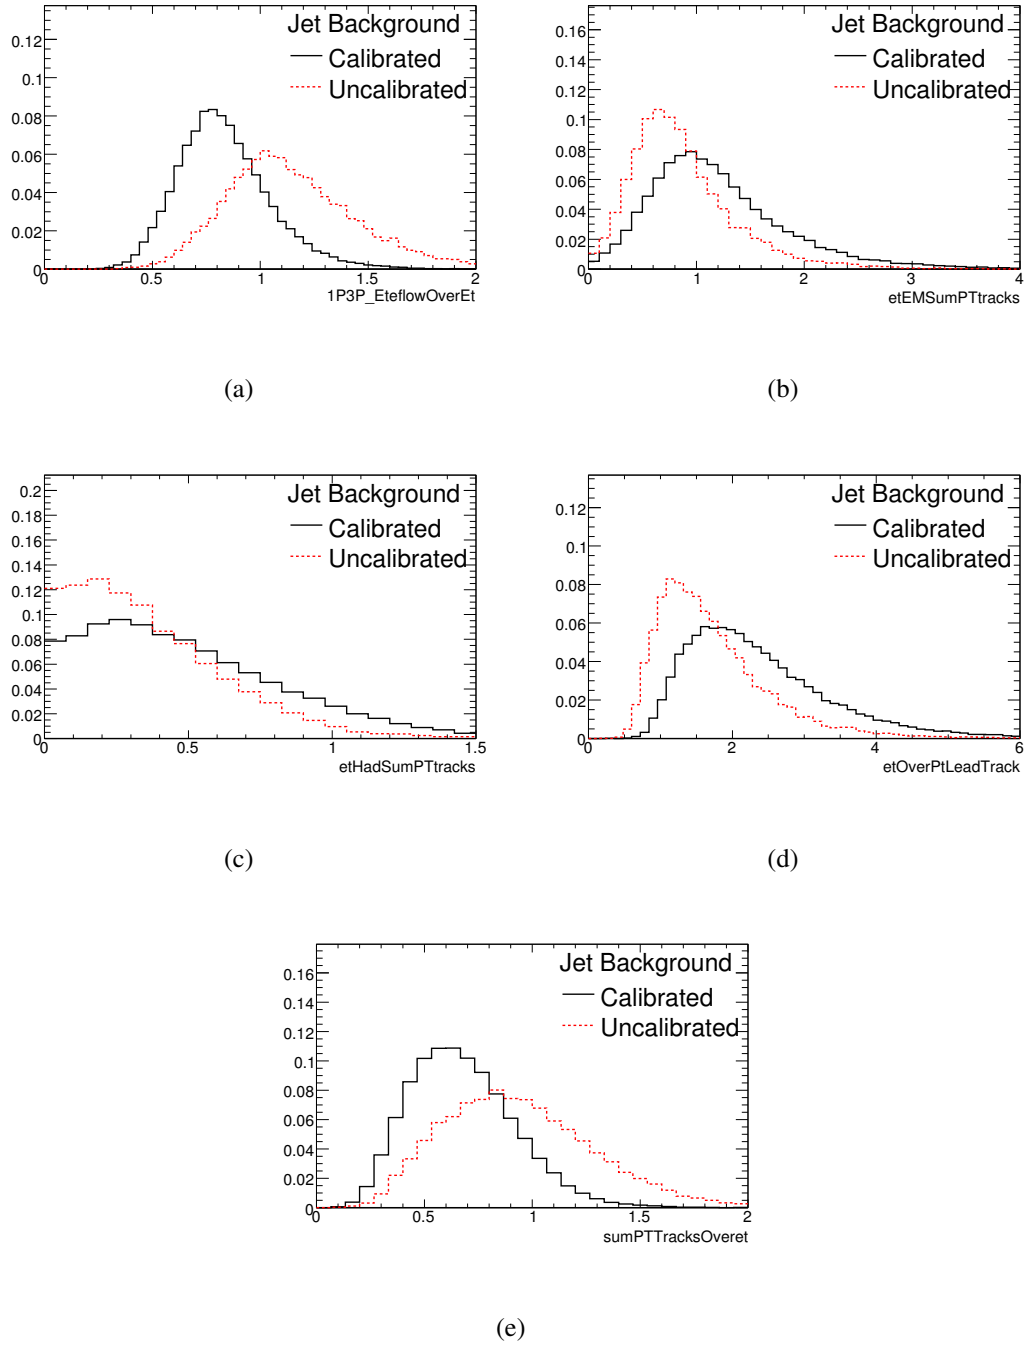 Jet Background
Calibrated
Uncalibrated
0.12
0.1
0.08
0.06
0.04
0.02
0
0 0.5 1 1.5 2
1P3P_EteflowOverEt
(a)
Jet Background
Calibrated
Uncalibrated
0.16
0.14
0.12
0.1
0.08
0.06
0.04
0.02
0
0 1 2 3 4
etEMSumPTtracks
(b)
Jet Background
Calibrated
Uncalibrated
0.2
0.18
0.16
0.14
0.12
0.1
0.08
0.06
0.04
0.02
0
0 0.5 1 1.5
etHadSumPTtracks
(c)
Jet Background
Calibrated
Uncalibrated
0.12
0.1
0.08
0.06
0.04
0.02
0
0 2 4 6
etOverPtLeadTrack
(d)
Jet Background
Calibrated
Uncalibrated
0.16
0.14
0.12
0.1
0.08
0.06
0.04
0.02
0
0 0.5 1 1.5 2
sumPTTracksOveret
(e)